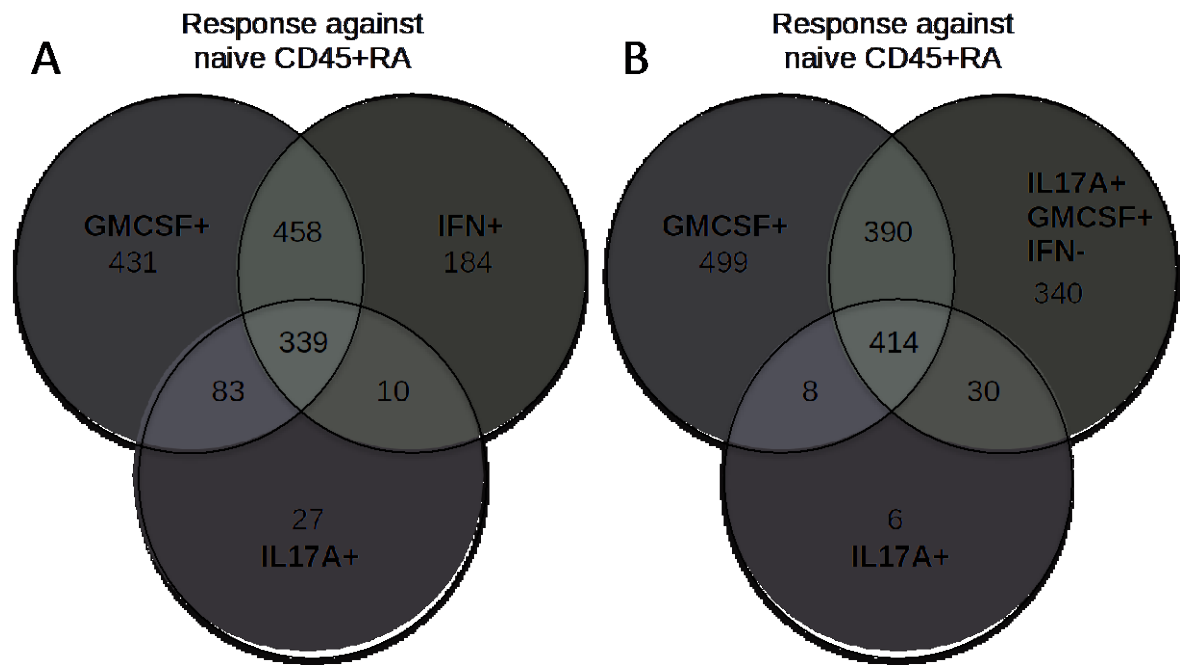 A
Response against
naive CD45+RA
GMCSF+
431
458
IFN+
184
339
83
10
27
IL17A+
B
Response against
naive CD45+RA
GMCSF+
499
390
IL17A+
GMCSF+
IFN-
340
414
8
30
6
IL17A+